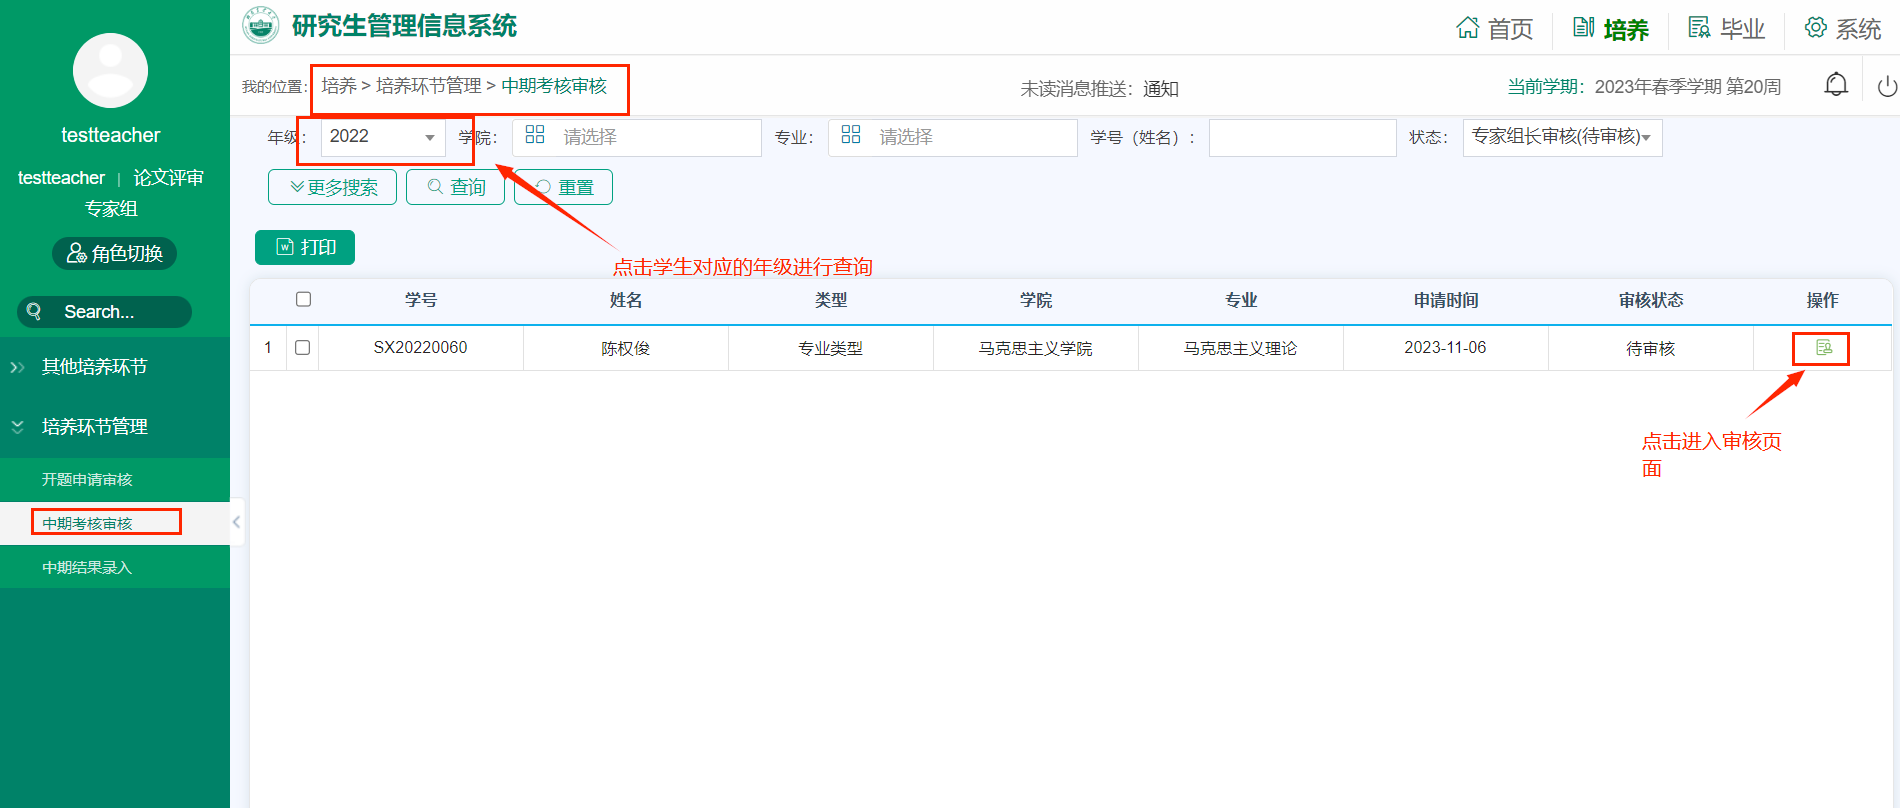 研究生管理信息系统
首页
培养
毕业
系统
我的位置: 培养 > 培养环节管理 > 中期考核审核
未读消息推送：通知
当前学期：2023年春季学期 第20周
testteacher
testteacher | 论文评审
专家组
角色切换
Search...
其他培养环节
培养环节管理
开题申请审核
中期考核审核
中期结果录入
年级: 2022 学院: 请选择 专业: 请选择 学号（姓名）: 状态: 专家组长审核(待审核)
更多搜索 查询 重置
打印
点击学生对应的年级进行查询
学号 姓名 类型 学院 专业 申请时间 审核状态 操作
1 SX20220060 陈权俊 专业类型 马克思主义学院 马克思主义理论 2023-11-06 待审核
点击进入审核页
面